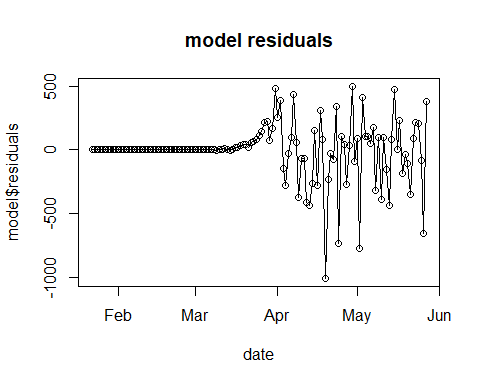 model residuals
500
0
-500
-1000
model$residuals
Feb
Mar
Apr
May
Jun
date